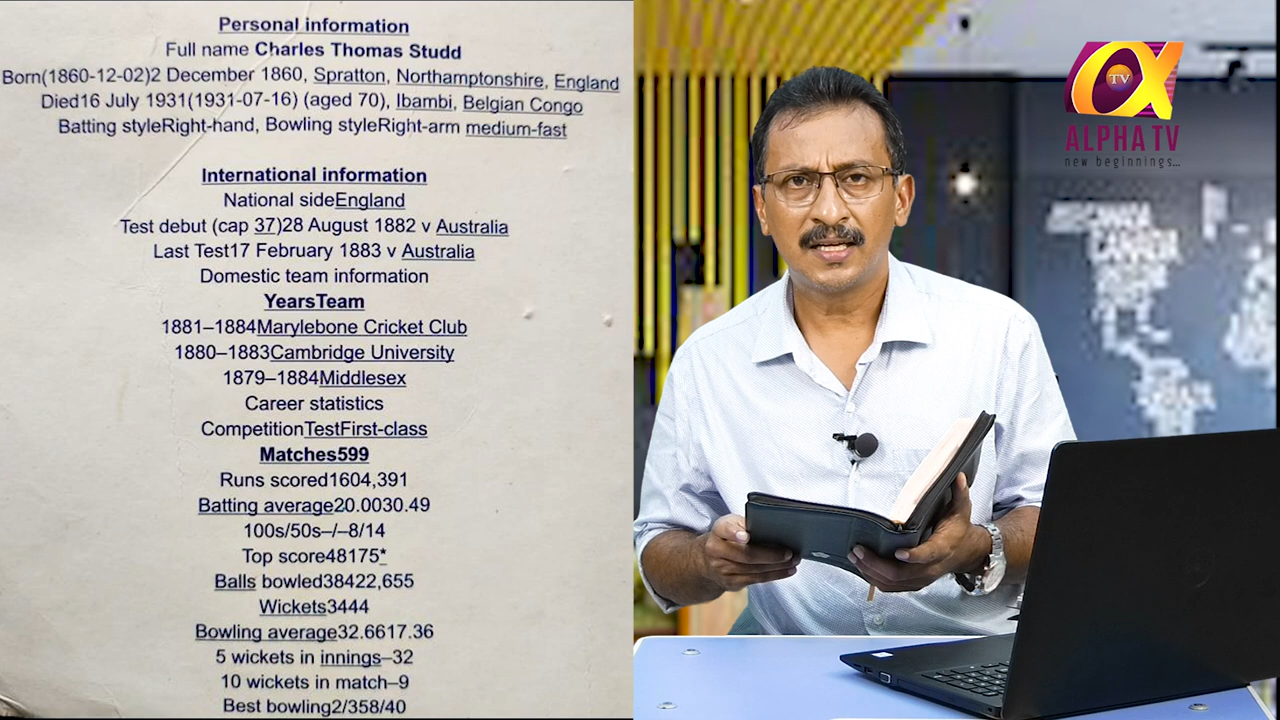 Personal information
Full name Charles Thomas Studd
Born(1860-12-02)2 December 1860, Spratton, Northamptonshire, England
Died16 July 1931(1931-07-16) (aged 70), Ibambi, Belgian Congo
Batting styleRight-hand, Bowling styleRight-arm medium-fast
International information
National sideEngland
Test debut (cap 37)28 August 1882 v Australia
Last Test17 February 1883 v Australia
Domestic team information
YearsTeam
1881–1884Marylebone Cricket Club
1880–1883Cambridge University
1879–1884Middlesex
Career statistics
CompetitionTestFirst-class
Matches599
Runs scored1604,391
Batting average20.0030.49
100s/50s–/–8/14
Top score48175*
Balls bowled38422,655
Wickets3444
Bowling average32.6617.36
5 wickets in innings–32
10 wickets in match–9
Best bowling2/358/40
TV
ALPHA TV
new beginnings...
CANADA